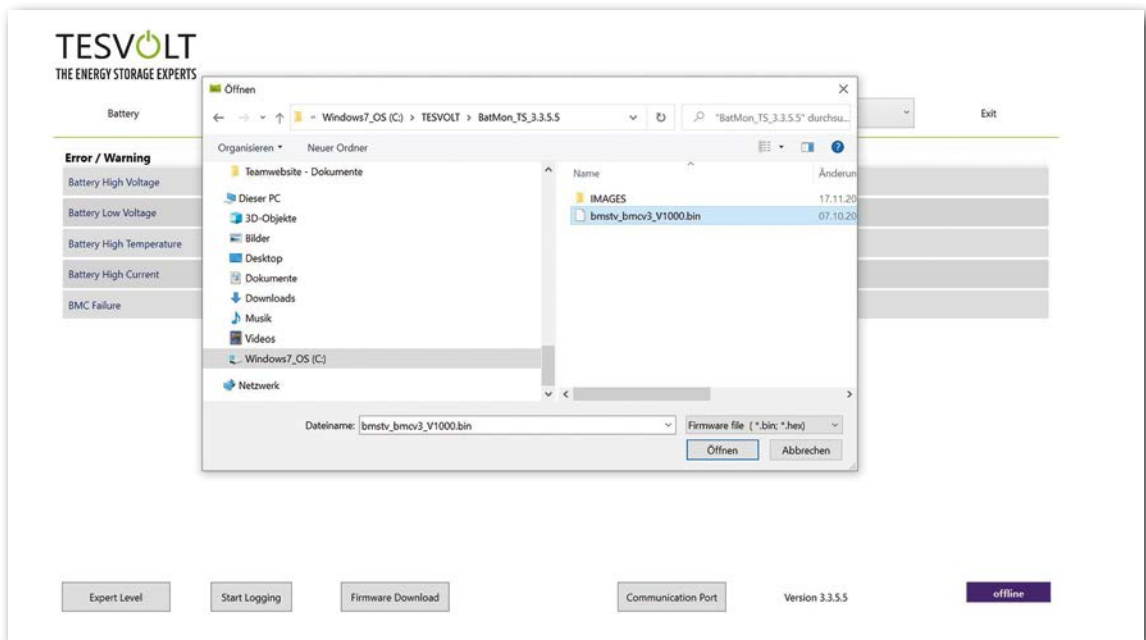 TESVOLT
THE ENERGY STORAGE EXPERTS
Battery
Exit
Error / Warning
Battery High Voltage
Battery Low Voltage
Battery High Temperature
Battery High Current
BMC Failure
Öffnen
« Windows7_OS (C:) > TESVOLT > BatMon_TS_3.3.5.5
"BatMon_TS_3.3.5.5" durchsu...
Organisieren
Neuer Ordner
Teamwebsite - Dokumente
Dieser PC
3D-Objekte
Bilder
Desktop
Dokumente
Downloads
Musik
Videos
Windows7_OS (C:)
Netzwerk
Name
Änderun
IMAGES
17.11.20
bmstv_bmcv3_V1000.bin
07.10.20
Dateiname: bmstv_bmcv3_V1000.bin
Firmware file ( *.bin; *.hex)
Öffnen
Abbrechen
Expert Level
Start Logging
Firmware Download
Communication Port
Version 3.3.5.5
offline